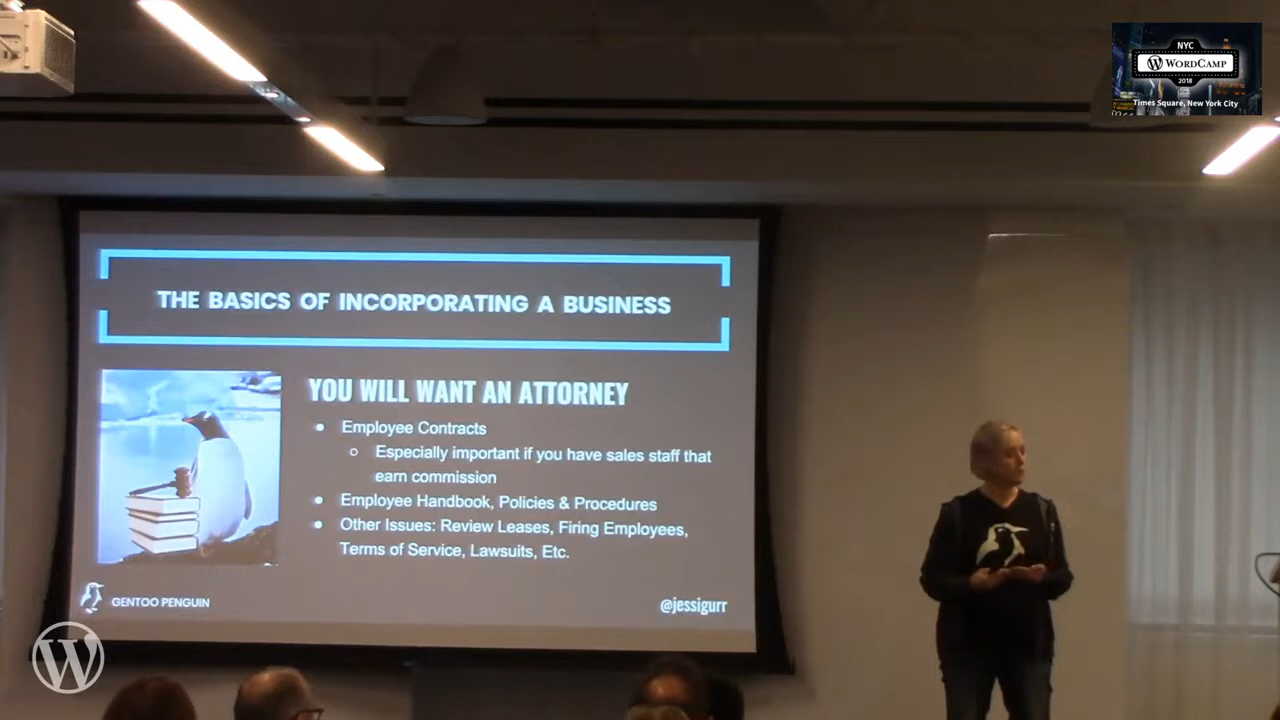 NYC
WORDCAMP
2018
Times Square, New York City
THE BASICS OF INCORPORATING A BUSINESS
YOU WILL WANT AN ATTORNEY
• Employee Contracts
○ Especially important if you have sales staff that
earn commission
• Employee Handbook, Policies & Procedures
• Other Issues: Review Leases, Firing Employees,
Terms of Service, Lawsuits, Etc.
GENTOO PENGUIN
@jessigurr